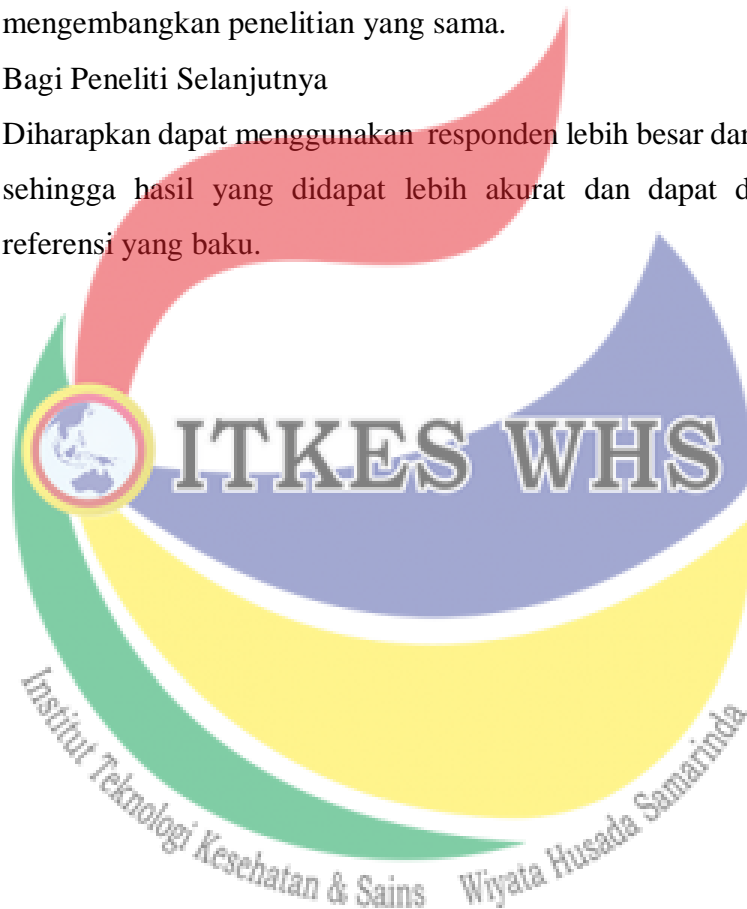 mengembangkan penelitian yang sama.
Bagi Peneliti Selanjutnya
Diharapkan dapat menggunakan responden lebih besar dar
sehingga hasil yang didapat lebih akurat dan dapat d
referensi yang baku.
ITKES WHS
Institut Teknologi Kesehatan & Sains Wiyata Husada Samarinda